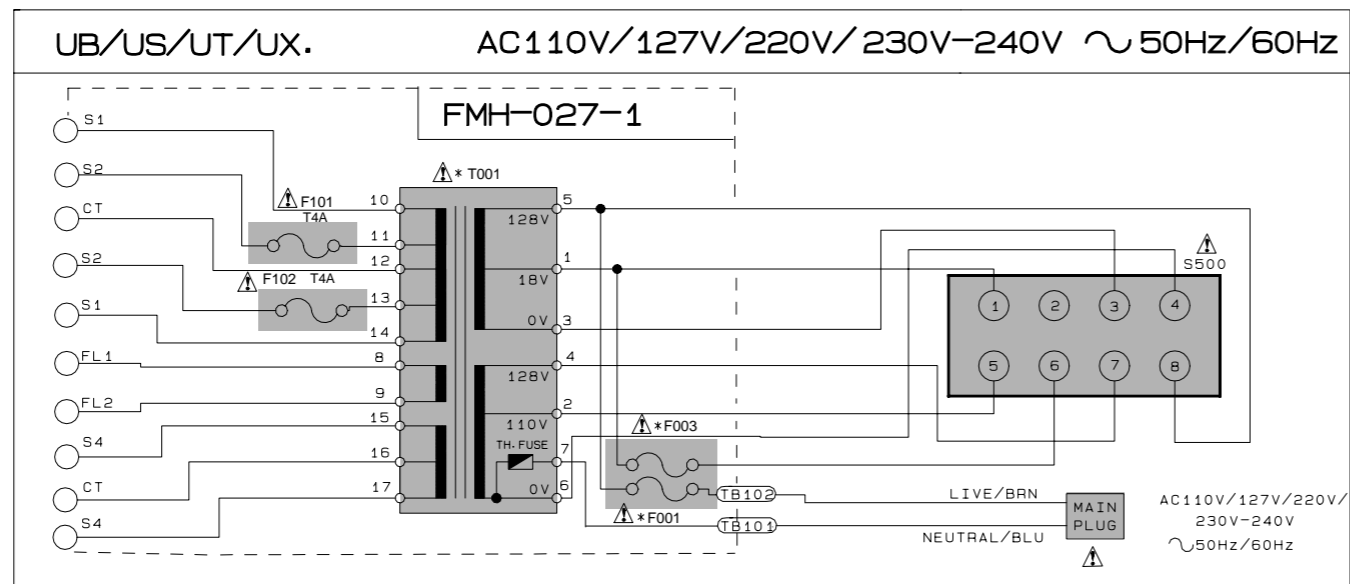 UB/US/UT/UX. AC110V/127V/220V/230V-240V 50Hz/60Hz
FMH-027-1
S1
S2
CT
S2
S1
FL1
FL2
S4
CT
S4
F101
T4A
F102 T4A
10
11
12
13
14
8
9
15
16
17
* T001
128V
18V
0V
128V
110V
TH. FUSE
0V
5
1
3
4
2
7
6
*F003
*F001
TB102
TB101
S500
1 2 3 4
5 6 7 8
LIVE/BRN
NEUTRAL/BLU
MAIN
PLUG
AC110V/127V/220V/
230V-240V
50Hz/60Hz